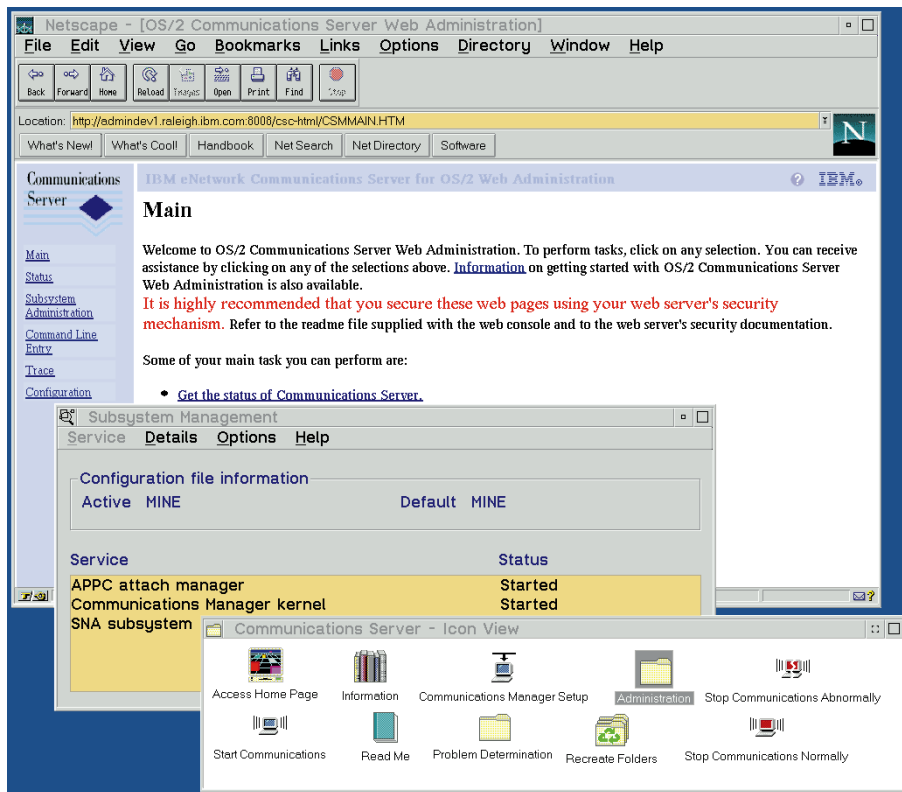 Netscape - [OS/2 Communications Server Web Administration]
File Edit View Go Bookmarks Links Options Directory Window Help
Back Forward Home Reload Images Open Print Find Stop
Location: http://admindev1.raleigh.ibm.com:8008/csc-html/CSMMAIN.HTM
What's New! What's Cool! Handbook Net Search Net Directory Software
N
Communications
Server
IBM eNetwork Communications Server for OS/2 Web Administration
? IBM®
Main
Main
Status
Subsystem
Administration
Command Line
Entry
Trace
Configuration
Welcome to OS/2 Communications Server Web Administration. To perform tasks, click on any selection. You can receive
assistance by clicking on any of the selections above. Information on getting started with OS/2 Communications Server
Web Administration is also available.
It is highly recommended that you secure these web pages using your web server's security
mechanism. Refer to the readme file supplied with the web console and to the web server's security documentation.
Some of your main task you can perform are:
• Get the status of Communications Server.
Subsystem Management
Service Details Options Help
Configuration file information
Active MINE Default MINE
Service Status
APPC attach manager Started
Communications Manager kernel Started
SNA subsystem
Communications Server - Icon View
Access Home Page Information Communications Manager Setup Administration Stop Communications Abnormally
Start Communications Read Me Problem Determination Recreate Folders Stop Communications Normally